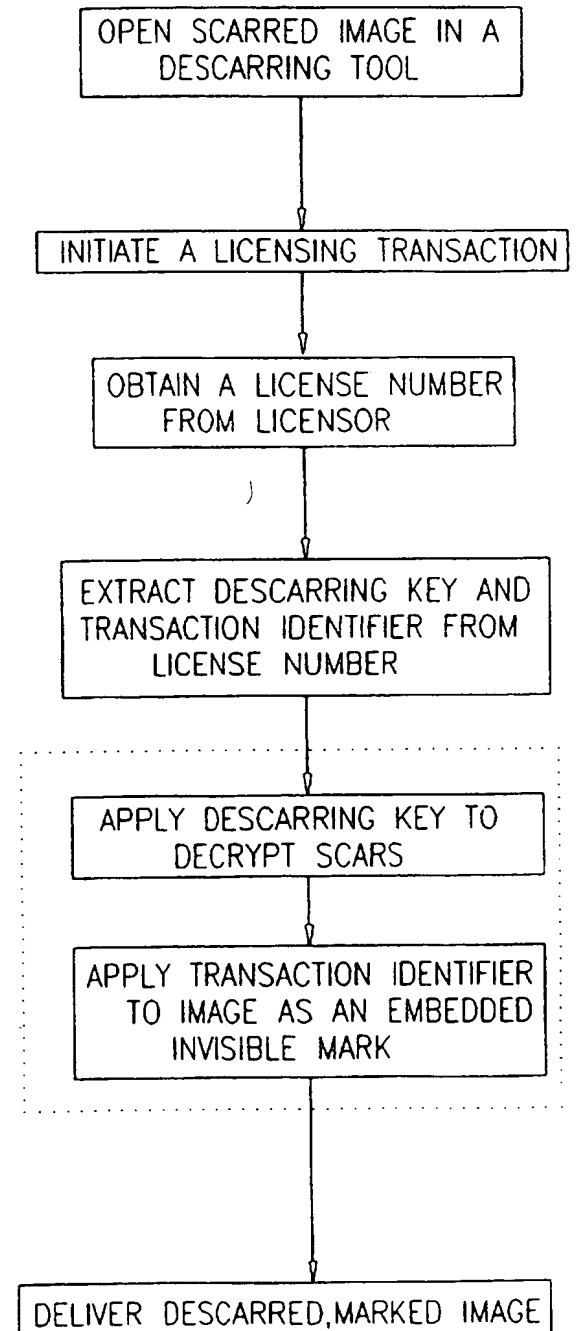 OPEN SCARRED IMAGE IN A
DESCARRING TOOL
INITIATE A LICENSING TRANSACTION
OBTAIN A LICENSE NUMBER
FROM LICENSOR
EXTRACT DESCARRING KEY AND
TRANSACTION IDENTIFIER FROM
LICENSE NUMBER
APPLY DESCARRING KEY TO
DECRYPT SCARS
APPLY TRANSACTION IDENTIFIER
TO IMAGE AS AN EMBEDDED
INVISIBLE MARK
DELIVER DESCARRED,MARKED IMAGE